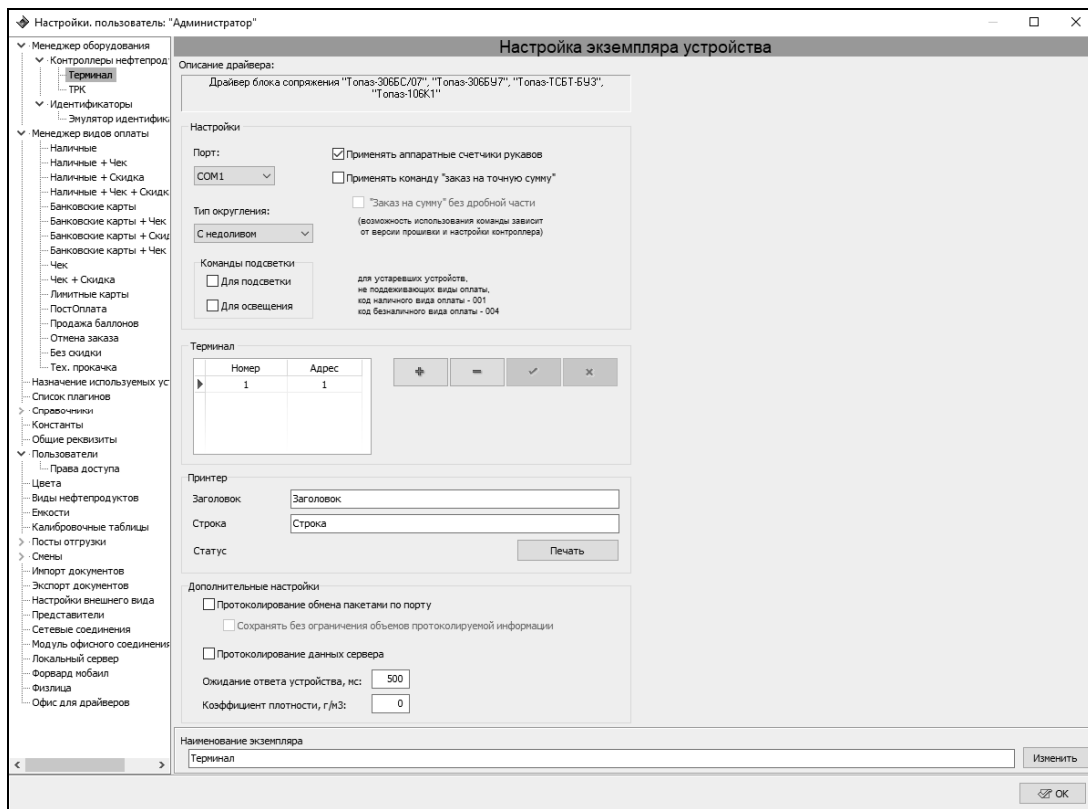 Настройки. пользователь: "Администратор"
Менеджер оборудования
Контроллеры нефтепрод
Терминал
ТРК
Идентификаторы
Эмулятор идентифик
Менеджер видов оплаты
Наличные
Наличные + Чек
Наличные + Скидка
Наличные + Чек + Скидк
Банковские карты
Банковские карты + Чек
Банковские карты + Скид
Банковские карты + Чек
Чек
Чек + Скидка
Лимитные карты
ПостОплата
Продажа баллонов
Отмена заказа
Без скидки
Тех. прокачка
Назначение используемых ус
Список плагинов
Справочники
Константы
Общие реквизиты
Пользователи
Права доступа
Цвета
Виды нефтепродуктов
Емкости
Калибровочные таблицы
Посты отгрузки
Смены
Импорт документов
Экспорт документов
Настройки внешнего вида
Представители
Сетевые соединения
Модуль офисного соединения
Локальный сервер
Форвард мобаил
Физлица
Офис для драйверов
Настройка экземпляра устройства
Описание драйвера:
Драйвер блока сопряжения "Топаз-306БС/07", "Топаз-306БУ7", "Топаз-ТСБТ-БУЗ",
"Топаз-106К1"
Настройки
Порт:
COM1
Применять аппаратные счетчики рукавов
Применять команду "заказ на точную сумму"
"Заказ на сумму" без дробной части
(возможность использования команды зависит
от версии прошивки и настройки контроллера)
Тип округления:
С недоливом
Команды подсветки
Для подсветки
Для освещения
для устаревших устройств,
не поддеживающих виды оплаты,
код наличного вида оплаты - 001
код безналичного вида оплаты - 004
Терминал
Номер Адрес
1 1
Принтер
Заголовок Заголовок
Строка Строка
Статус Печать
Дополнительные настройки
Протоколирование обмена пакетами по порту
Сохранять без ограничения объемов протоколируемой информации
Протоколирование данных сервера
Ожидание ответа устройства, мс: 500
Коэффициент плотности, г/м3: 0
Наименование экземпляра
Терминал Изменить
OK